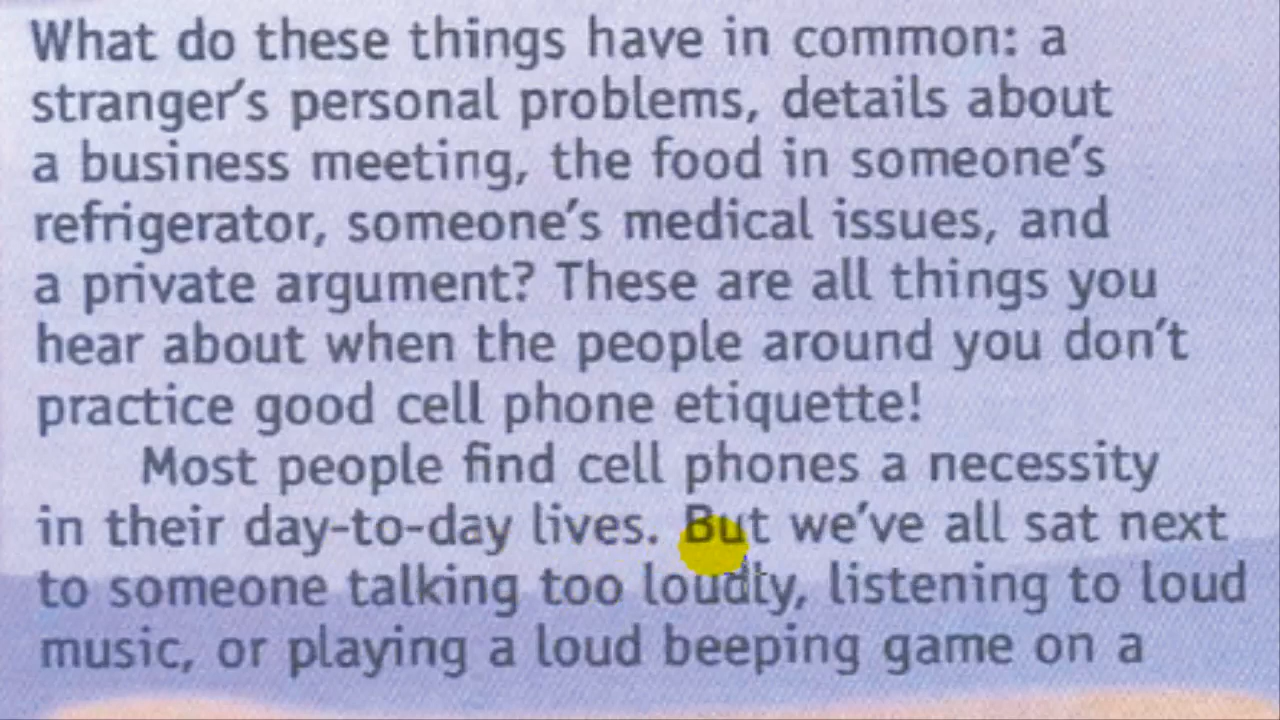 What do these things have in common: a
stranger's personal problems, details about
a business meeting, the food in someone's
refrigerator, someone's medical issues, and
a private argument? These are all things you
hear about when the people around you don't
practice good cell phone etiquette!
Most people find cell phones a necessity
in their day-to-day lives. But we've all sat next
to someone talking too loudly, listening to loud
music, or playing a loud beeping game on a